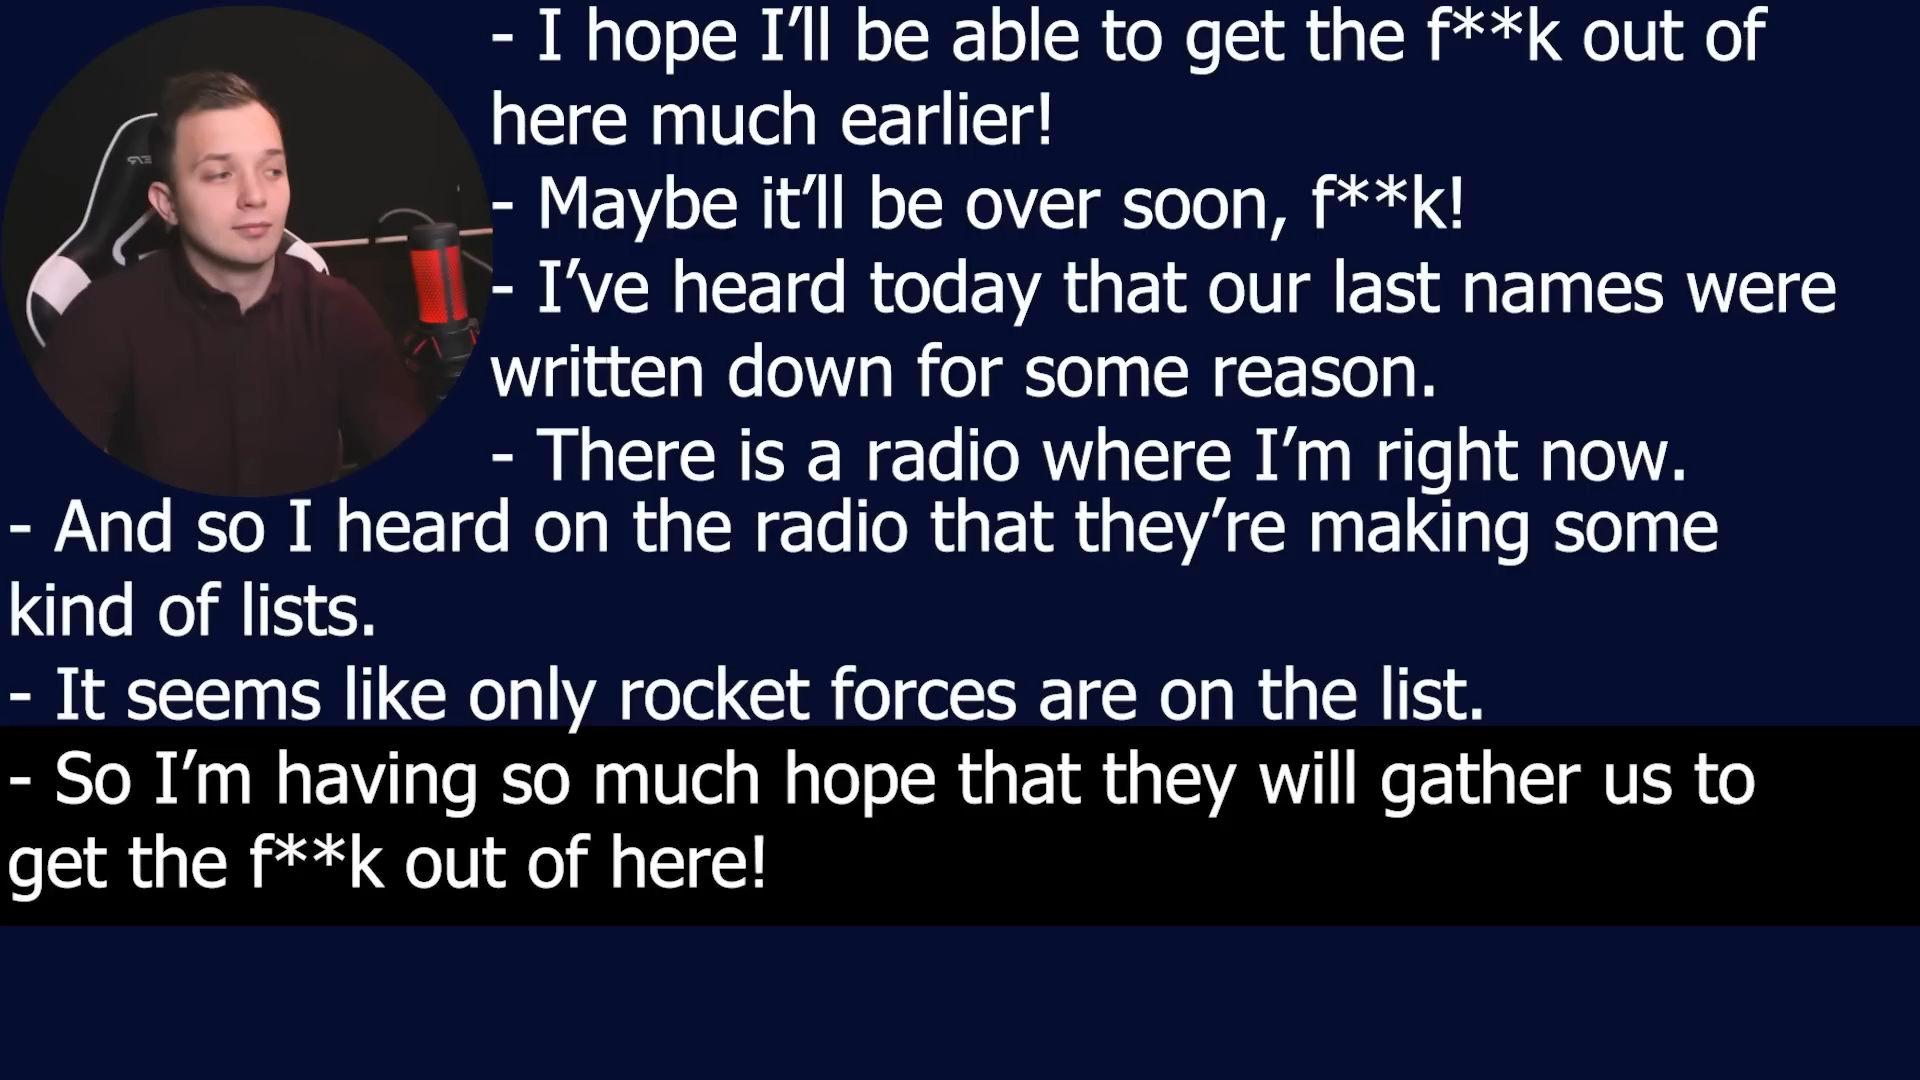 - I hope I’ll be able to get the f**k out of
here much earlier!
- Maybe it’ll be over soon, f**k!
- I’ve heard today that our last names were
written down for some reason.
- There is a radio where I’m right now.
- And so I heard on the radio that they’re making some
kind of lists.
- It seems like only rocket forces are on the list.
- So I’m having so much hope that they will gather us to
get the f**k out of here!